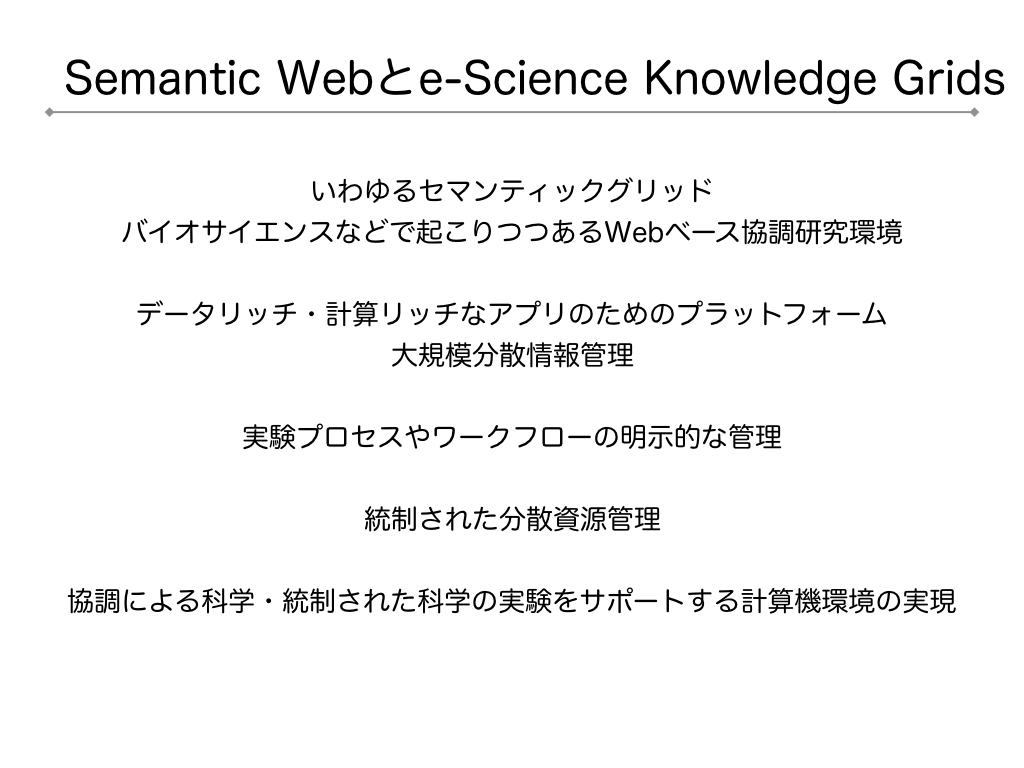 Semantic Webとe-Science Knowledge Grids
いわゆるセマンティックグリッド
バイオサイエンスなどで起こりつつあるWebベース協調研究環境
データリッチ・計算リッチなアプリのためのプラットフォーム
大規模分散情報管理
実験プロセスやワークフローの明示的な管理
統制された分散資源管理
協調による科学・統制された科学の実験をサポートする計算機環境の実現